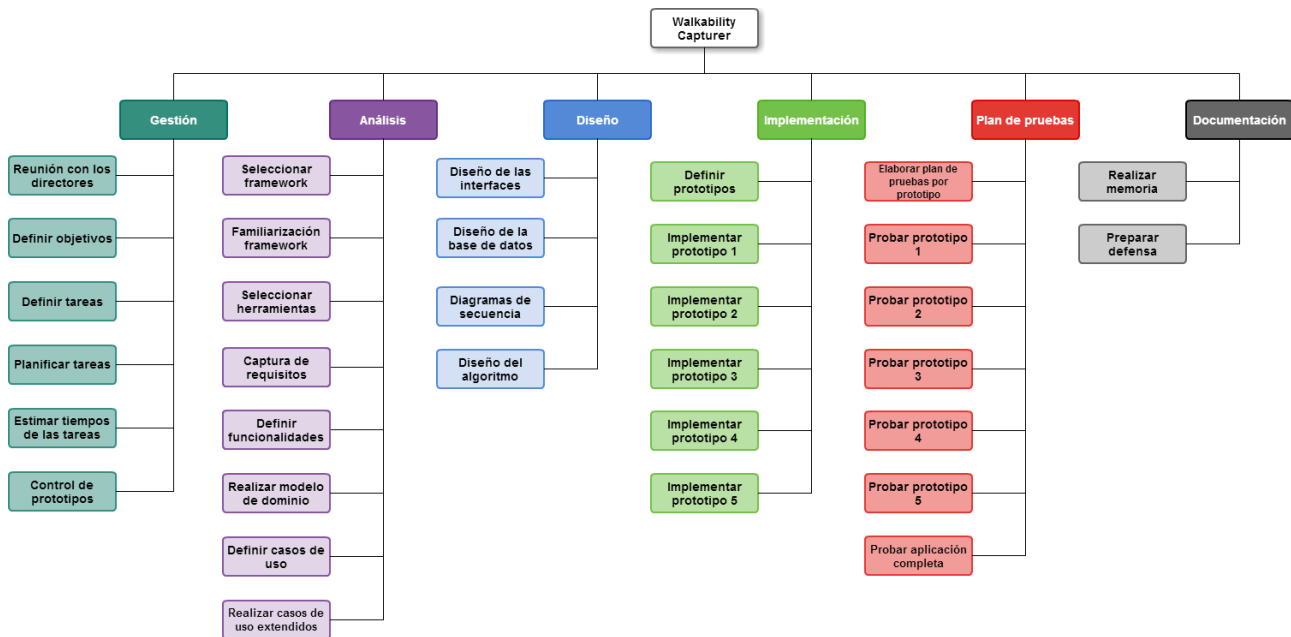 Walkability
Capturer
Gestión
Análisis
Diseño
Implementación
Plan de pruebas
Documentación
Reunión con los
directores
Definir objetivos
Definir tareas
Planificar tareas
Estimar tiempos
de las tareas
Control de
prototipos
Seleccionar
framework
Familiarización
framework
Seleccionar
herramientas
Captura de
requisitos
Definir
funcionalidades
Realizar modelo
de dominio
Definir casos de
uso
Realizar casos de
uso extendidos
Diseño de las
interfaces
Diseño de la
base de datos
Diagramas de
secuencia
Diseño del
algoritmo
Definir
prototipos
Implementar
prototipo 1
Implementar
prototipo 2
Implementar
prototipo 3
Implementar
prototipo 4
Implementar
prototipo 5
Elaborar plan de
pruebas por
prototipo
Probar prototipo
1
Probar prototipo
2
Probar prototipo
3
Probar prototipo
4
Probar prototipo
5
Probar aplicación
completa
Realizar
memoria
Preparar
defensa